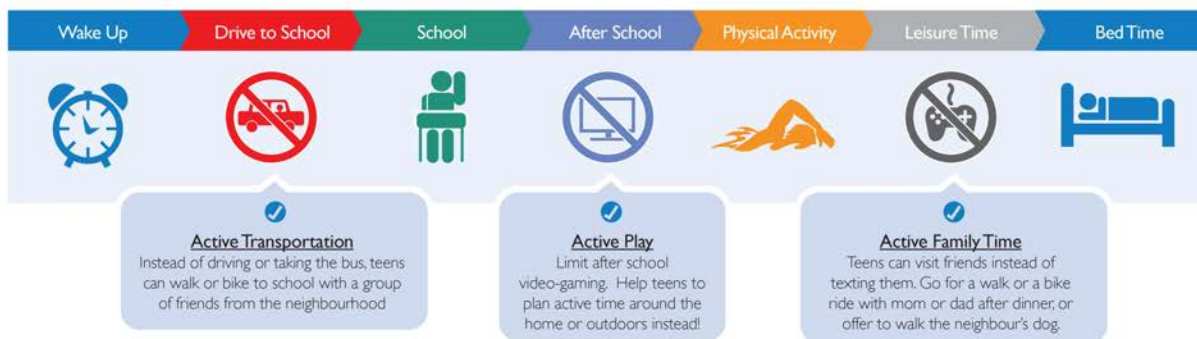 Wake Up
Drive to School
School
After School
Physical Activity
Leisure Time
Bed Time
Active Transportation
Instead of driving or taking the bus, teens
can walk or bike to school with a group
of friends from the neighbourhood
Active Play
Limit after school
video-gaming. Help teens to
plan active time around the
home or outdoors instead!
Active Family Time
Teens can visit friends instead of
texting them. Go for a walk or a bike
ride with mom or dad after dinner, or
offer to walk the neighbour's dog.